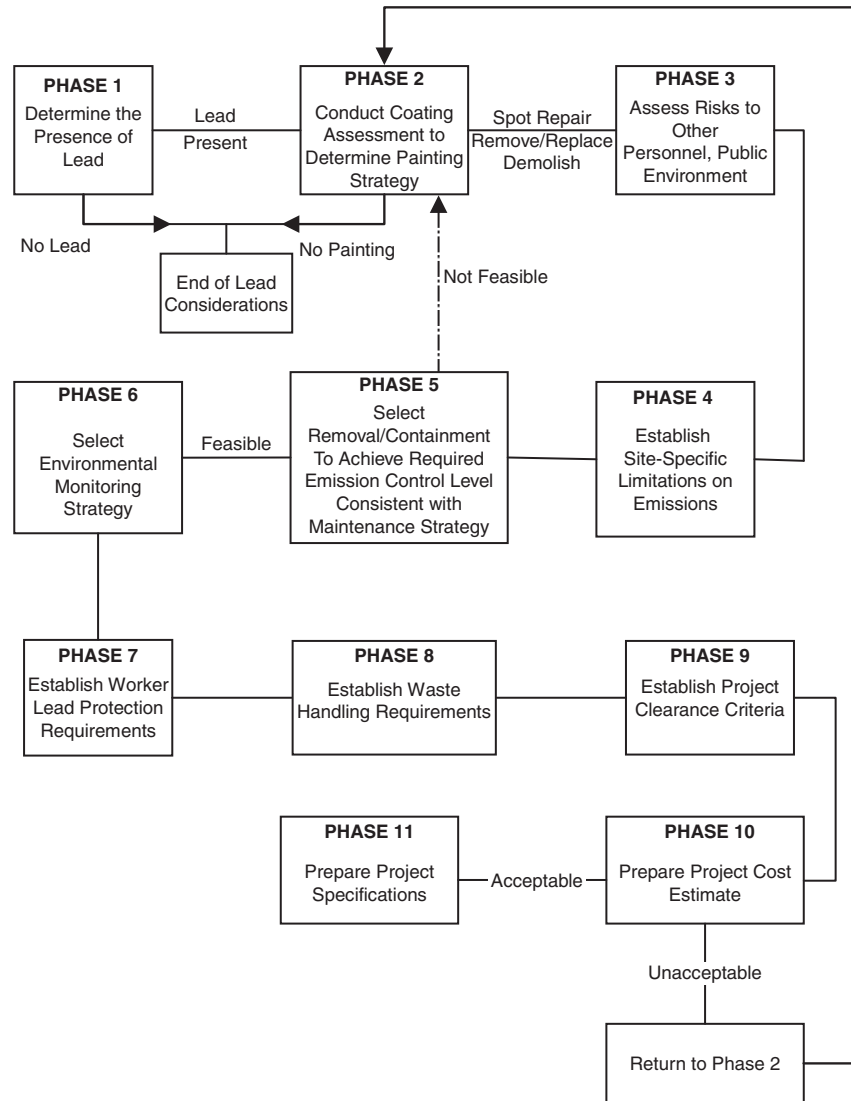 PHASE 1
Determine the
Presence of
Lead
Lead
Present
PHASE 2
Conduct Coating
Assessment to
Determine Painting
Strategy
Spot Repair
Remove/Replace
Demolish
PHASE 3
Assess Risks to
Other
Personnel, Public
Environment
No Lead
No Painting
End of Lead
Considerations
Not Feasible
PHASE 6
Select
Environmental
Monitoring
Strategy
Feasible
PHASE 5
Select
Removal/Containment
To Achieve Required
Emission Control Level
Consistent with
Maintenance Strategy
PHASE 4
Establish
Site-Specific
Limitations on
Emissions
PHASE 7
Establish Worker
Lead Protection
Requirements
PHASE 8
Establish Waste
Handling Requirements
PHASE 9
Establish Project
Clearance Criteria
PHASE 11
Prepare Project
Specifications
Acceptable
PHASE 10
Prepare Project Cost
Estimate
Unacceptable
Return to Phase 2